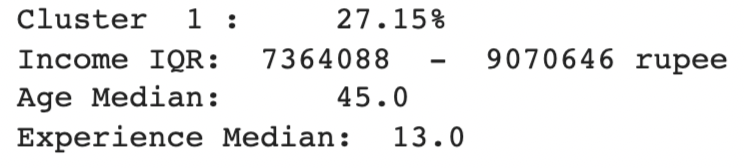 Cluster 1 : 27.15%
Income IQR: 7364088 - 9070646 rupee
Age Median: 45.0
Experience Median: 13.0